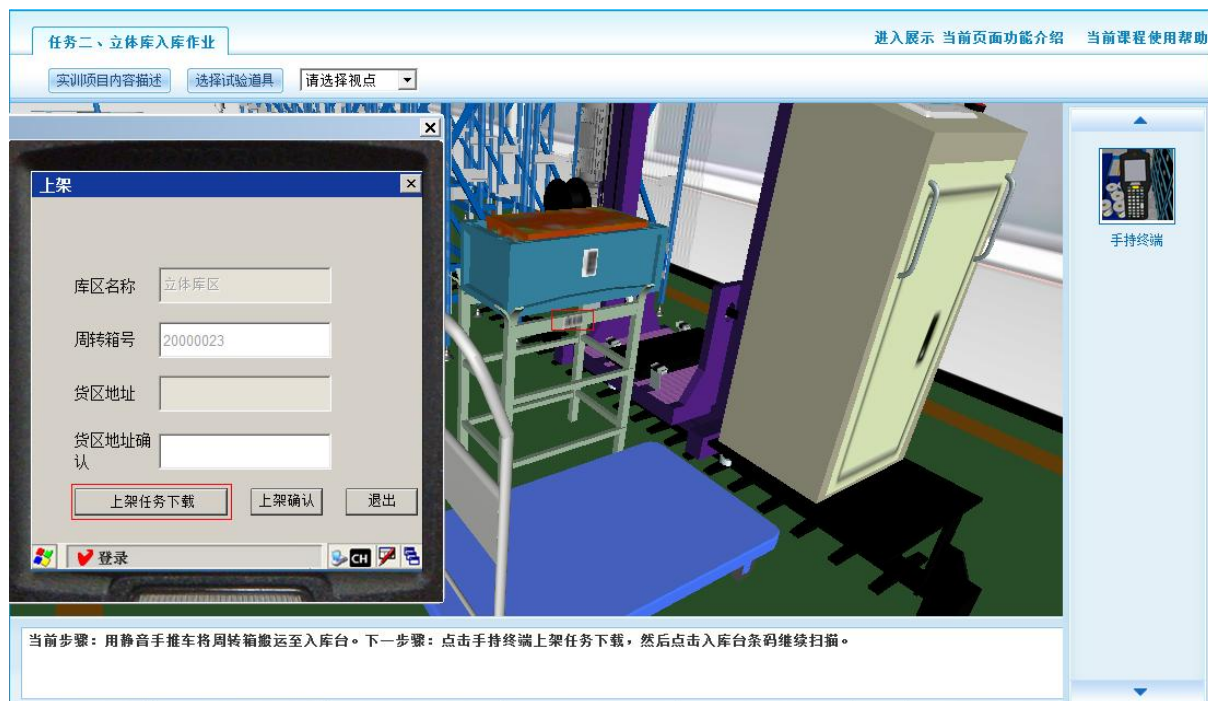 任务二、立体库入库作业
进入展示 当前页面功能介绍 当前课程使用帮助
实训项目内容描述 选择试验道具 请选择视点
上架
库区名称 立体库区
周转箱号 20000023
货区地址
货区地址确
认
上架任务下载 上架确认 退出
登录 CH
手持终端
当前步骤：用静音手推车将周转箱搬运至入库台。下一步骤：点击手持终端上架任务下载，然后点击入库台条码继续扫描。